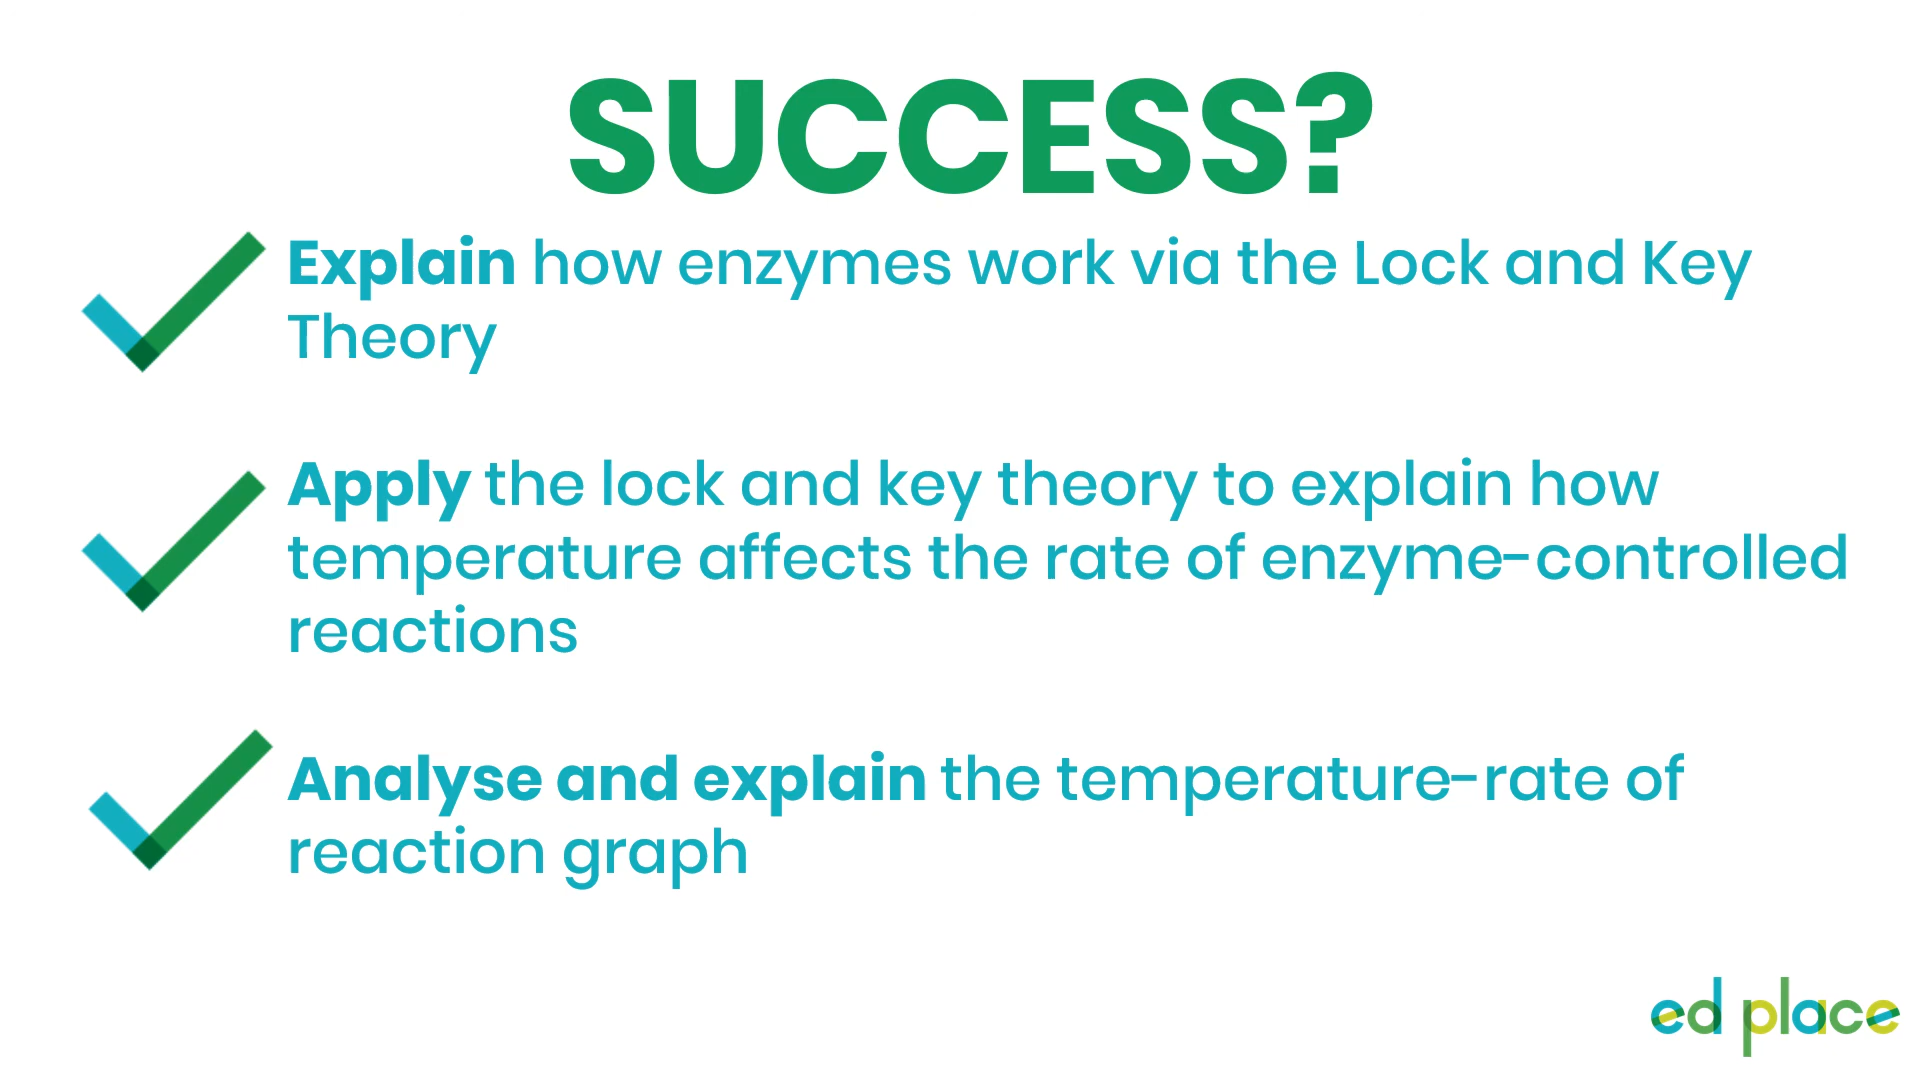 SUCCESS?
Explain how enzymes work via the Lock and Key
Theory
Apply the lock and key theory to explain how
temperature affects the rate of enzyme-controlled
reactions
Analyse and explain the temperature-rate of
reaction graph
ed place